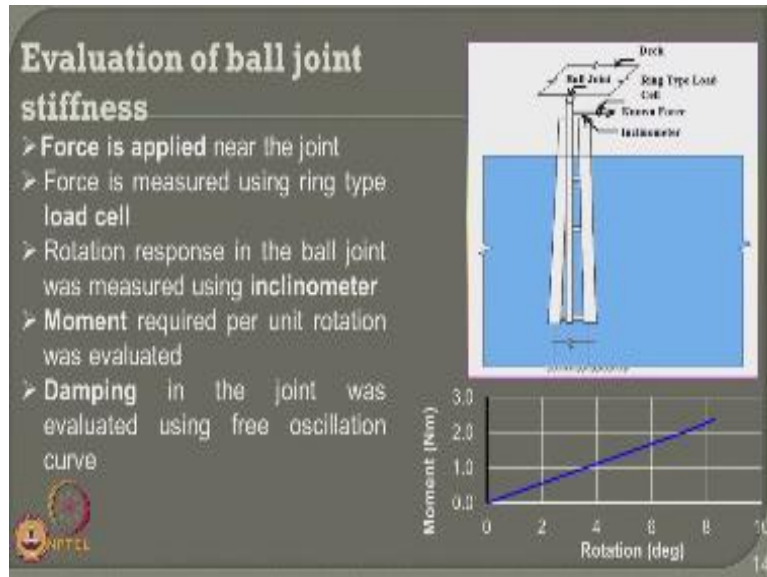 Evaluation of ball joint
stiffness
➢ Force is applied near the joint
➢ Force is measured using ring type
load cell
➢ Rotation response in the ball joint
was measured using inclinometer
➢ Moment required per unit rotation
was evaluated
➢ Damping in the joint was
evaluated using free oscillation
curve
NPTEL
Deck
Ball Joint
Ring Type Load
Cell
Known Force
Inclinometer
Moment (Nm)
3.0
2.0
1.0
0.0
0 2 4 6 8 10
Rotation (deg)
14